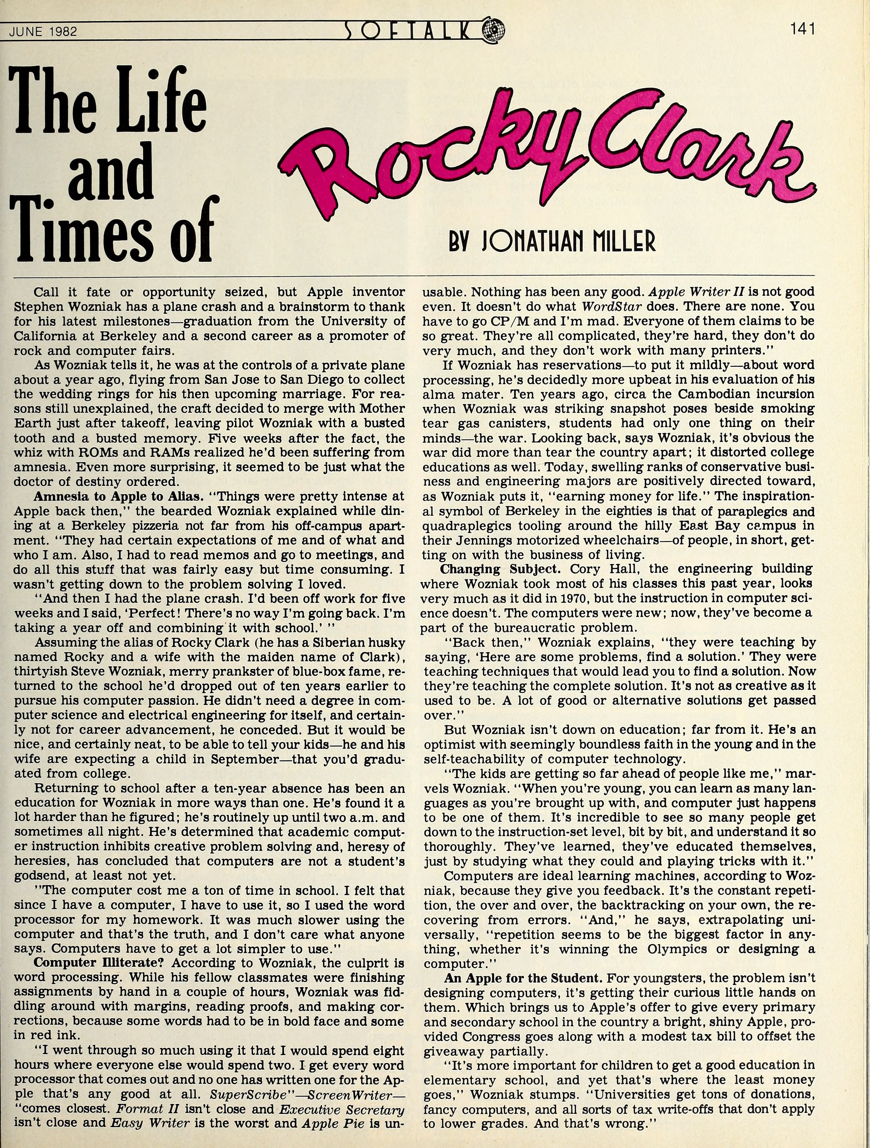 JUNE 1982
SOFTALK
141
The Life
and
Times of
Rocky Clark
BY JONATHAN MILLER
Call it fate or opportunity seized, but Apple inventor
Stephen Wozniak has a plane crash and a brainstorm to thank
for his latest milestones—graduation from the University of
California at Berkeley and a second career as a promoter of
rock and computer fairs.
As Wozniak tells it, he was at the controls of a private plane
about a year ago, flying from San Jose to San Diego to collect
the wedding rings for his then upcoming marriage. For rea-
sons still unexplained, the craft decided to merge with Mother
Earth just after takeoff, leaving pilot Wozniak with a busted
tooth and a busted memory. Five weeks after the fact, the
whiz with ROMs and RAMs realized he'd been suffering from
amnesia. Even more surprising, it seemed to be just what the
doctor of destiny ordered.
Amnesia to Apple to Alias. "Things were pretty intense at
Apple back then," the bearded Wozniak explained while din-
ing at a Berkeley pizzeria not far from his off-campus apart-
ment. "They had certain expectations of me and of what and
who I am. Also, I had to read memos and go to meetings, and
do all this stuff that was fairly easy but time consuming. I
wasn't getting down to the problem solving I loved.
"And then I had the plane crash. I'd been off work for five
weeks and I said, 'Perfect! There's no way I'm going back. I'm
taking a year off and combining it with school.' "
Assuming the alias of Rocky Clark (he has a Siberian husky
named Rocky and a wife with the maiden name of Clark),
thirtyish Steve Wozniak, merry prankster of blue-box fame, re-
turned to the school he'd dropped out of ten years earlier to
pursue his computer passion. He didn't need a degree in com-
puter science and electrical engineering for itself, and certain-
ly not for career advancement, he conceded. But it would be
nice, and certainly neat, to be able to tell your kids—he and his
wife are expecting a child in September—that you'd gradu-
ated from college.
Returning to school after a ten-year absence has been an
education for Wozniak in more ways than one. He's found it a
lot harder than he figured; he's routinely up until two a.m. and
sometimes all night. He's determined that academic comput-
er instruction inhibits creative problem solving and, heresy of
heresies, has concluded that computers are not a student's
godsend, at least not yet.
"The computer cost me a ton of time in school. I felt that
since I have a computer, I have to use it, so I used the word
processor for my homework. It was much slower using the
computer and that's the truth, and I don't care what anyone
says. Computers have to get a lot simpler to use."
Computer Illiterate? According to Wozniak, the culprit is
word processing. While his fellow classmates were finishing
assignments by hand in a couple of hours, Wozniak was fid-
dling around with margins, reading proofs, and making cor-
rections, because some words had to be in bold face and some
in red ink.
"I went through so much using it that I would spend eight
hours where everyone else would spend two. I get every word
processor that comes out and no one has written one for the Ap-
ple that's any good at all. SuperScribe"—ScreenWriter—
"comes closest. Format II isn't close and Executive Secretary
isn't close and Easy Writer is the worst and Apple Pie is un-
usable. Nothing has been any good. Apple Writer II is not good
even. It doesn't do what WordStar does. There are none. You
have to go CP/M and I'm mad. Everyone of them claims to be
so great. They're all complicated, they're hard, they don't do
very much, and they don't work with many printers."
If Wozniak has reservations—to put it mildly—about word
processing, he's decidedly more upbeat in his evaluation of his
alma mater. Ten years ago, circa the Cambodian incursion
when Wozniak was striking snapshot poses beside smoking
tear gas canisters, students had only one thing on their
minds—the war. Looking back, says Wozniak, it's obvious the
war did more than tear the country apart; it distorted college
educations as well. Today, swelling ranks of conservative busi-
ness and engineering majors are positively directed toward,
as Wozniak puts it, "earning money for life." The inspiration-
al symbol of Berkeley in the eighties is that of paraplegics and
quadraplegics tooling around the hilly East Bay campus in
their Jennings motorized wheelchairs—of people, in short, get-
ting on with the business of living.
Changing Subject. Cory Hall, the engineering building
where Wozniak took most of his classes this past year, looks
very much as it did in 1970, but the instruction in computer sci-
ence doesn't. The computers were new; now, they've become a
part of the bureaucratic problem.
"Back then," Wozniak explains, "they were teaching by
saying, 'Here are some problems, find a solution.' They were
teaching techniques that would lead you to find a solution. Now
they're teaching the complete solution. It's not as creative as it
used to be. A lot of good or alternative solutions get passed
over."
But Wozniak isn't down on education; far from it. He's an
optimist with seemingly boundless faith in the young and in the
self-teachability of computer technology.
"The kids are getting so far ahead of people like me," mar-
vels Wozniak. "When you're young, you can learn as many lan-
guages as you're brought up with, and computer just happens
to be one of them. It's incredible to see so many people get
down to the instruction-set level, bit by bit, and understand it so
thoroughly. They've learned, they've educated themselves,
just by studying what they could and playing tricks with it."
Computers are ideal learning machines, according to Woz-
niak, because they give you feedback. It's the constant repeti-
tion, the over and over, the backtracking on your own, the re-
covering from errors. "And," he says, extrapolating uni-
versally, "repetition seems to be the biggest factor in any-
thing, whether it's winning the Olympics or designing a
computer."
An Apple for the Student. For youngsters, the problem isn't
designing computers, it's getting their curious little hands on
them. Which brings us to Apple's offer to give every primary
and secondary school in the country a bright, shiny Apple, pro-
vided Congress goes along with a modest tax bill to offset the
giveaway partially.
"It's more important for children to get a good education in
elementary school, and yet that's where the least money
goes," Wozniak stumps. "Universities get tons of donations,
fancy computers, and all sorts of tax write-offs that don't apply
to lower grades. And that's wrong."